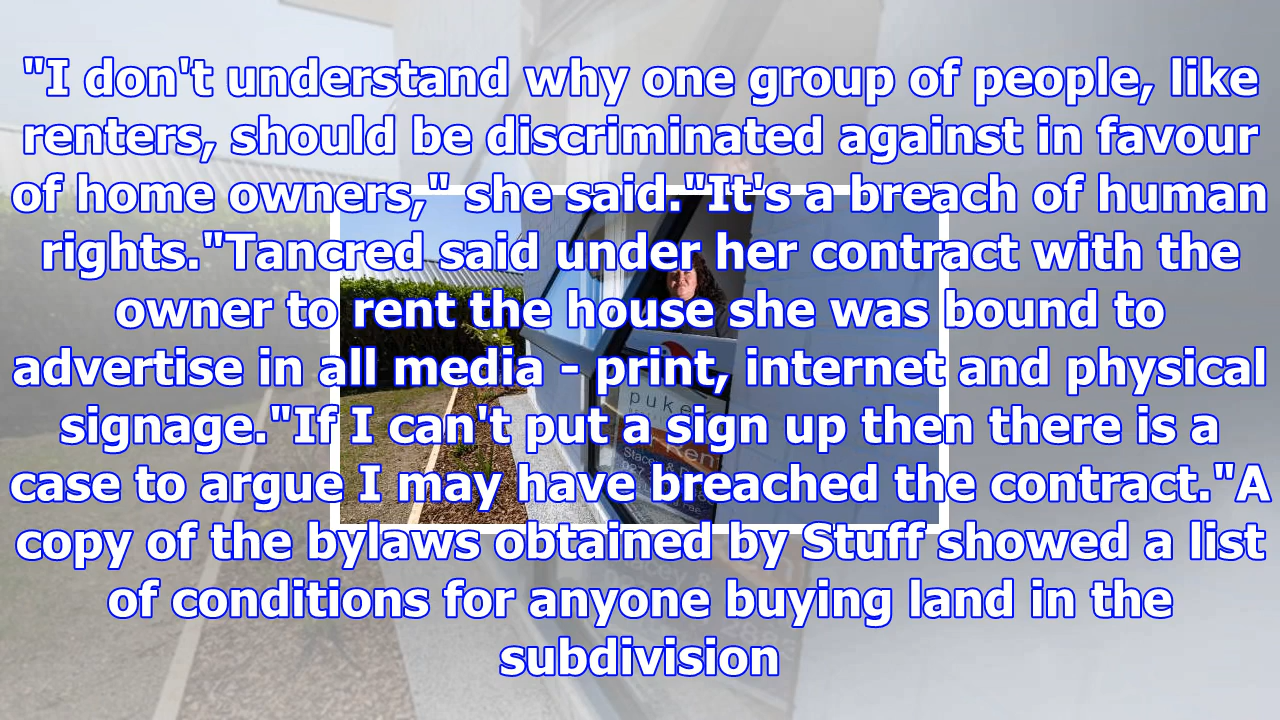 "I don't understand why one group of people, like
renters, should be discriminated against in favour
of home owners," she said."It's a breach of human
rights."Tancred said under her contract with the
owner to rent the house she was bound to
advertise in all media - print, internet and physical
signage."If I can't put a sign up then there is a
case to argue I may have breached the contract."A
copy of the bylaws obtained by Stuff showed a list
of conditions for anyone buying land in the
subdivision